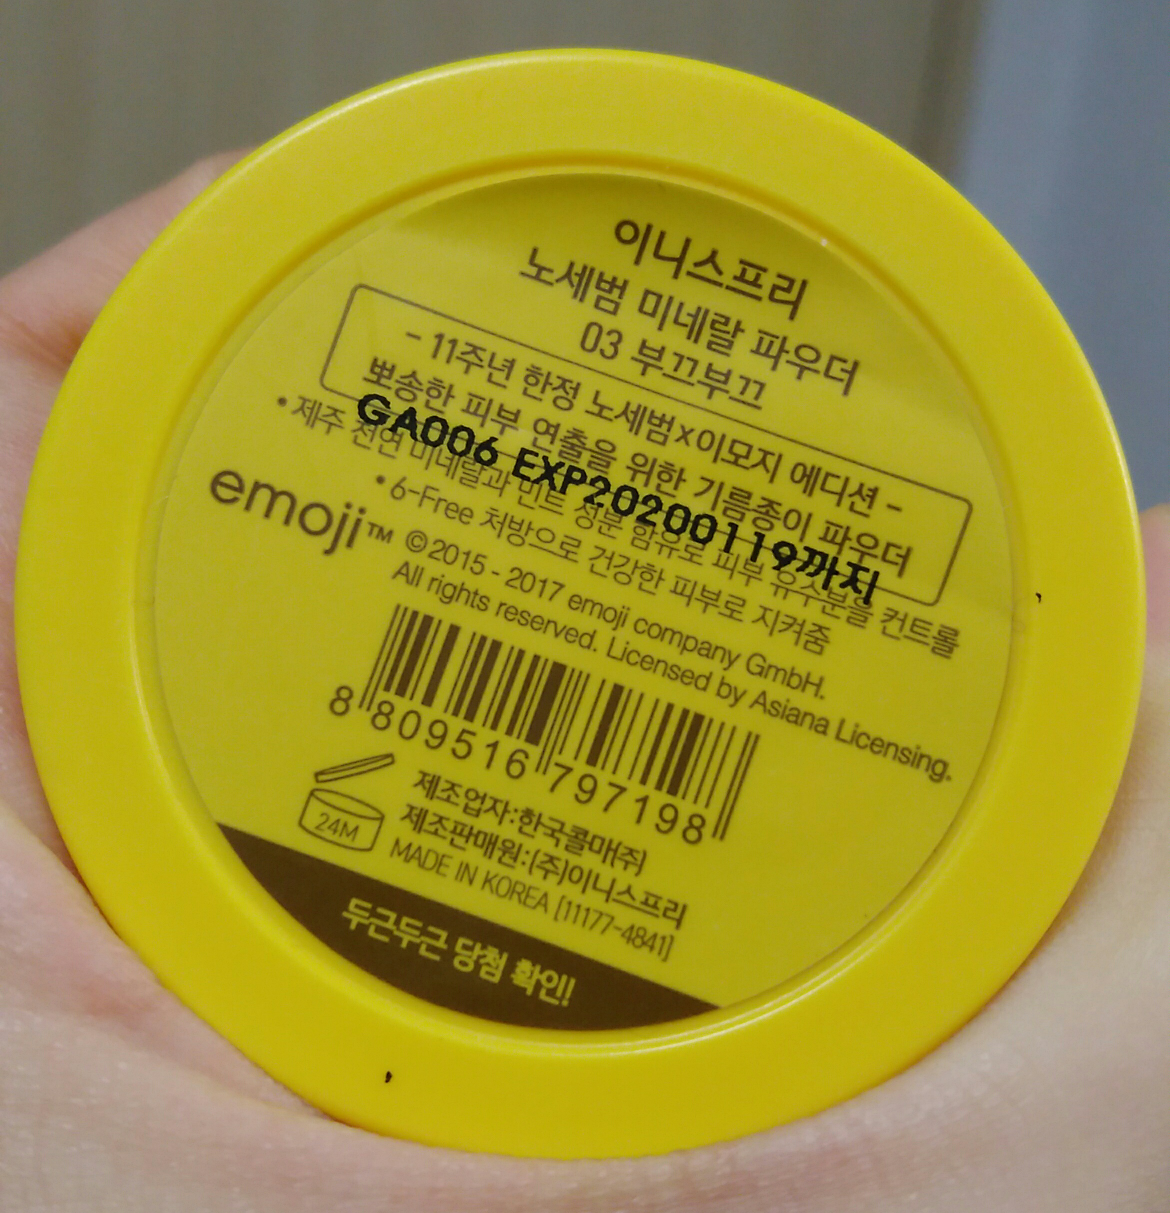 이니스프리
노세범 미네랄 파우더
03 부끄부끄
- 11주년 한정 노세범x이모지 에디션 -
뽀송한 피부 연출을 위한 기름종이 파우더
GA006 EXP20200119까지
•제주 천연 미네랄과 민트 성분 함유로 피부 유수분을 컨트롤
•6-Free 처방으로 건강한 피부로 지켜줌
emoji™ ©2015 - 2017 emoji company GmbH.
All rights reserved. Licensed by Asiana Licensing.
8 809516 797198
24M
제조업자:한국콜마(주)
제조판매원:(주)이니스프리
MADE IN KOREA [11177-4841]
두근두근 당첨 확인!